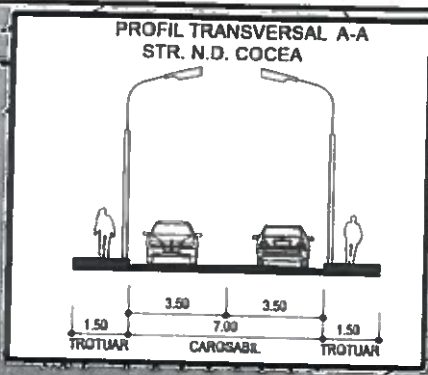 PROFIL TRANSVERSAL A-A
STR. N.D. COCEA
3.50 3.50
1.50 7.00 1.50
TROTUAR CAROSABIL TROTUAR